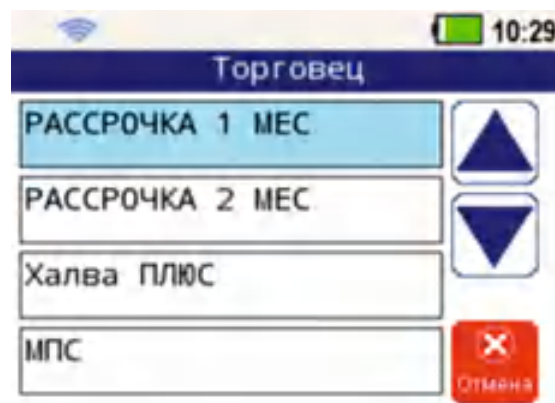 10:29
Торговец
РАССРОЧКА 1 МЕС
РАССРОЧКА 2 МЕС
Халва ПЛЮС
МПС
Отмена